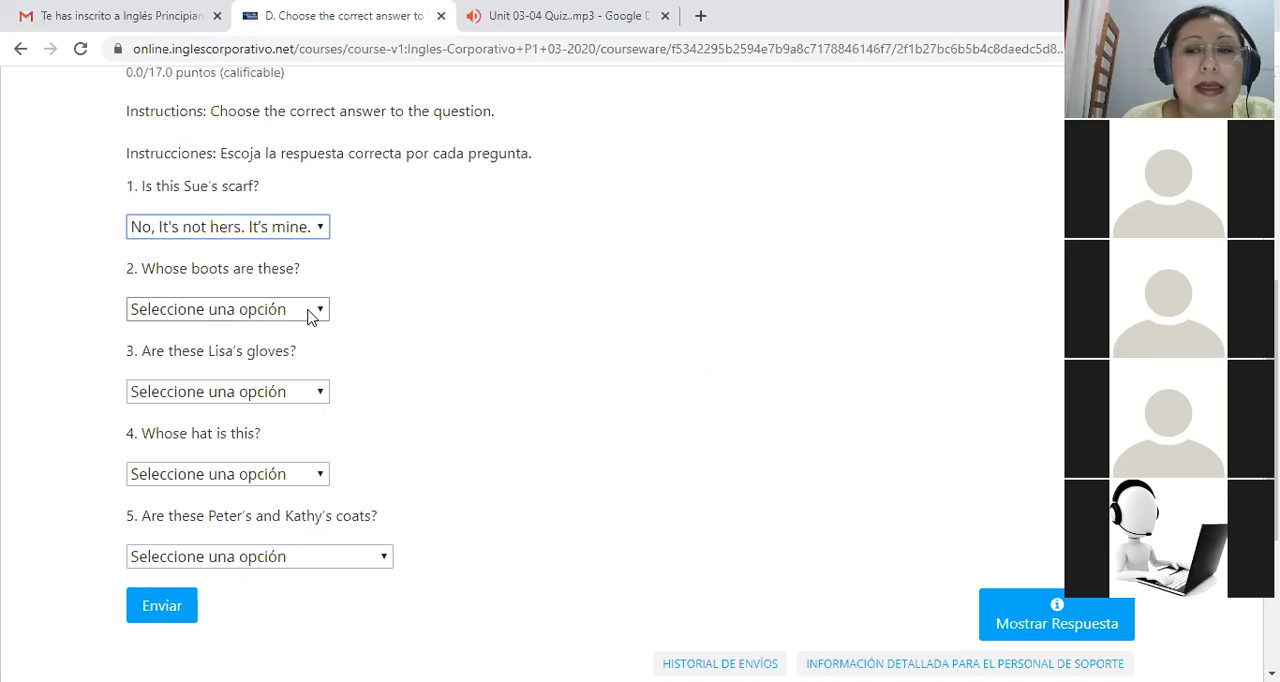 Te has inscrito a Inglés Principian
D. Choose the correct answer to
Unit 03-04 Quiz..mp3 - Google D
online.inglescorporativo.net/courses/course-v1:Ingles-Corporativo+P1+03-2020/courseware/f5342295b2594e7b9a8c7178846146f7/2f1b27bc6b5b4c8daedc5d8...
0.0/17.0 puntos (calificable)
Instructions: Choose the correct answer to the question.
Instrucciones: Escoja la respuesta correcta por cada pregunta.
1. Is this Sue's scarf?
No, It's not hers. It's mine.
2. Whose boots are these?
Seleccione una opción
3. Are these Lisa's gloves?
Seleccione una opción
4. Whose hat is this?
Seleccione una opción
5. Are these Peter's and Kathy's coats?
Seleccione una opción
Enviar
Mostrar Respuesta
HISTORIAL DE ENVÍOS
INFORMACIÓN DETALLADA PARA EL PERSONAL DE SOPORTE